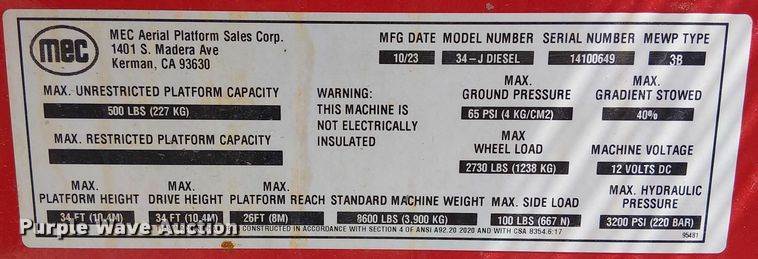 mec
MEC Aerial Platform Sales Corp.
1401 S. Madera Ave
Kerman, CA 93630
MFG DATE MODEL NUMBER SERIAL NUMBER MEWP TYPE
10/23 34-J DIESEL 14100649 3B
MAX. UNRESTRICTED PLATFORM CAPACITY
500 LBS (227 KG)
MAX. RESTRICTED PLATFORM CAPACITY
WARNING:
THIS MACHINE IS
NOT ELECTRICALLY
INSULATED
MAX.
GROUND PRESSURE
65 PSI (4 KG/CM2)
MAX.
GRADIENT STOWED
40%
MAX
WHEEL LOAD
2730 LBS (1238 KG)
MACHINE VOLTAGE
12 VOLTS DC
MAX.
PLATFORM HEIGHT
34 FT (10.4M)
MAX.
DRIVE HEIGHT
34 FT (10.4M)
MAX.
PLATFORM REACH
26FT (8M)
STANDARD MACHINE WEIGHT
8600 LBS (3,900 KG)
MAX. SIDE LOAD
100 LBS (667 N)
MAX. HYDRAULIC
PRESSURE
3200 PSI (220 BAR)
CONSTRUCTED IN ACCORDANCE WITH SECTION 4 OF ANSI A92.20 2020 AND WITH CSA B354.6:17
95481
Purple Wave Auction